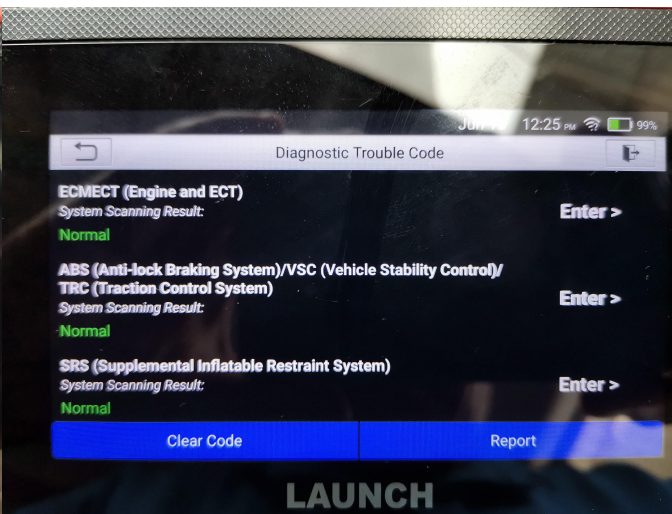 12:25 PM 99%
Diagnostic Trouble Code
ECMECT (Engine and ECT)
System Scanning Result:
Enter >
Normal
ABS (Anti-lock Braking System)/VSC (Vehicle Stability Control)/
TRC (Traction Control System)
System Scanning Result:
Enter >
Normal
SRS (Supplemental Inflatable Restraint System)
System Scanning Result:
Enter >
Normal
Clear Code
Report
LAUNCH